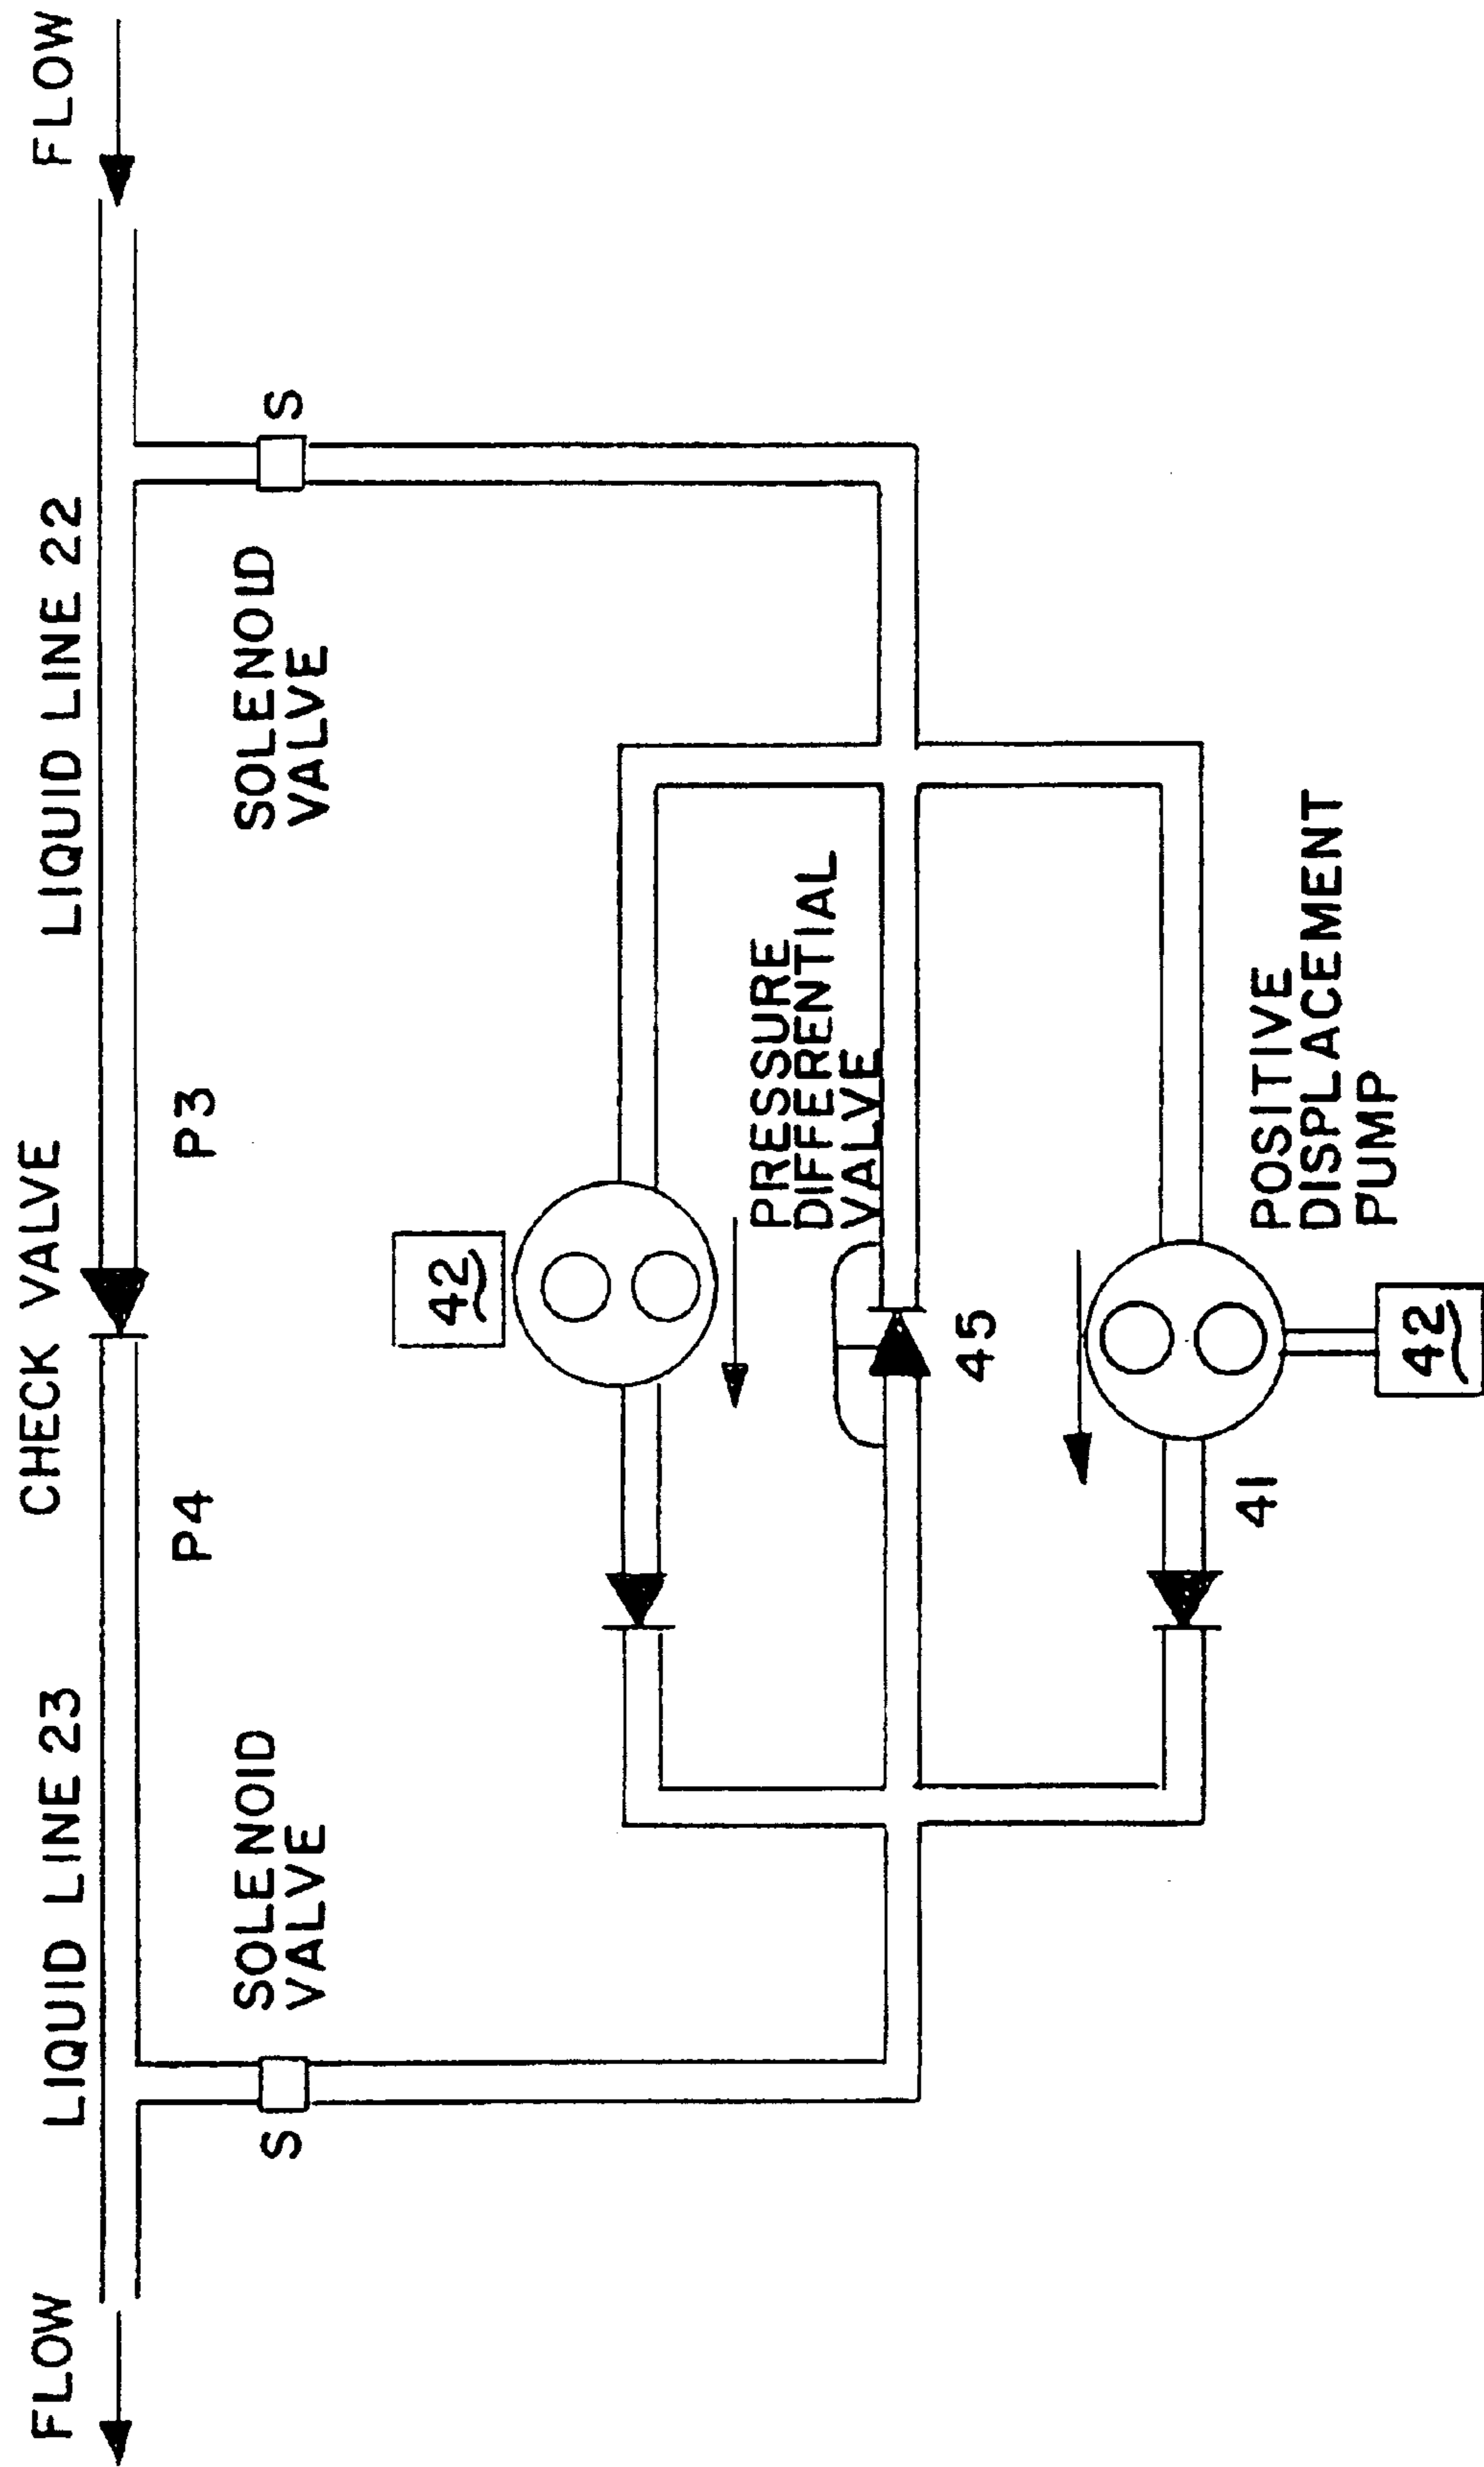 FLOW
LIQUID LINE 23
CHECK VALVE
LIQUID LINE 22
FLOW
P4
P3
S
SOLENOID
VALVE
SOLENOID
VALVE
S
42
PRESSURE
DIFFERENTIAL
VALVE
45
41
POSITIVE
DISPLACEMENT
PUMP
42